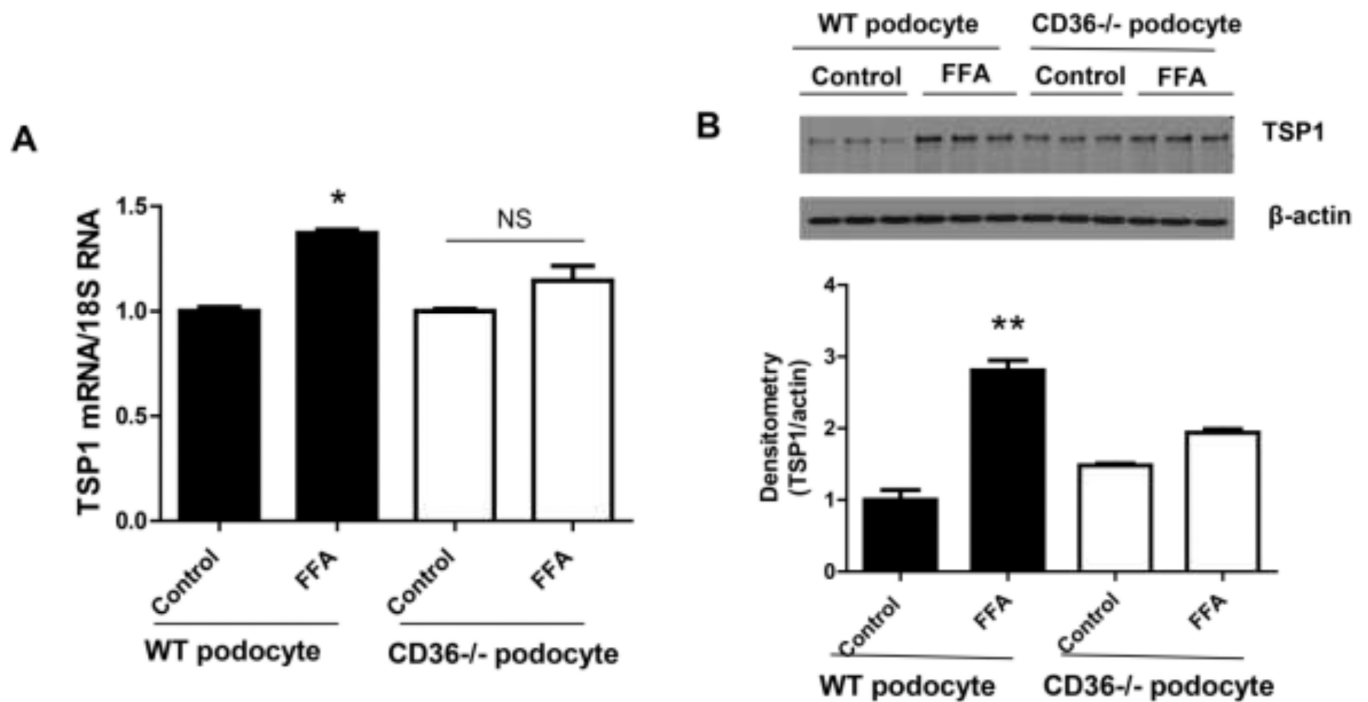 A
TSP1 mRNA/18S RNA
1.5
1.0
0.5
0.0
*
NS
Control
FFA
Control
FFA
WT podocyte
CD36-/- podocyte
B
WT podocyte
CD36-/- podocyte
Control
FFA
Control
FFA
TSP1
β-actin
Densitometry
(TSP1/actin)
4
3
2
1
0
**
Control
FFA
Control
FFA
WT podocyte
CD36-/- podocyte